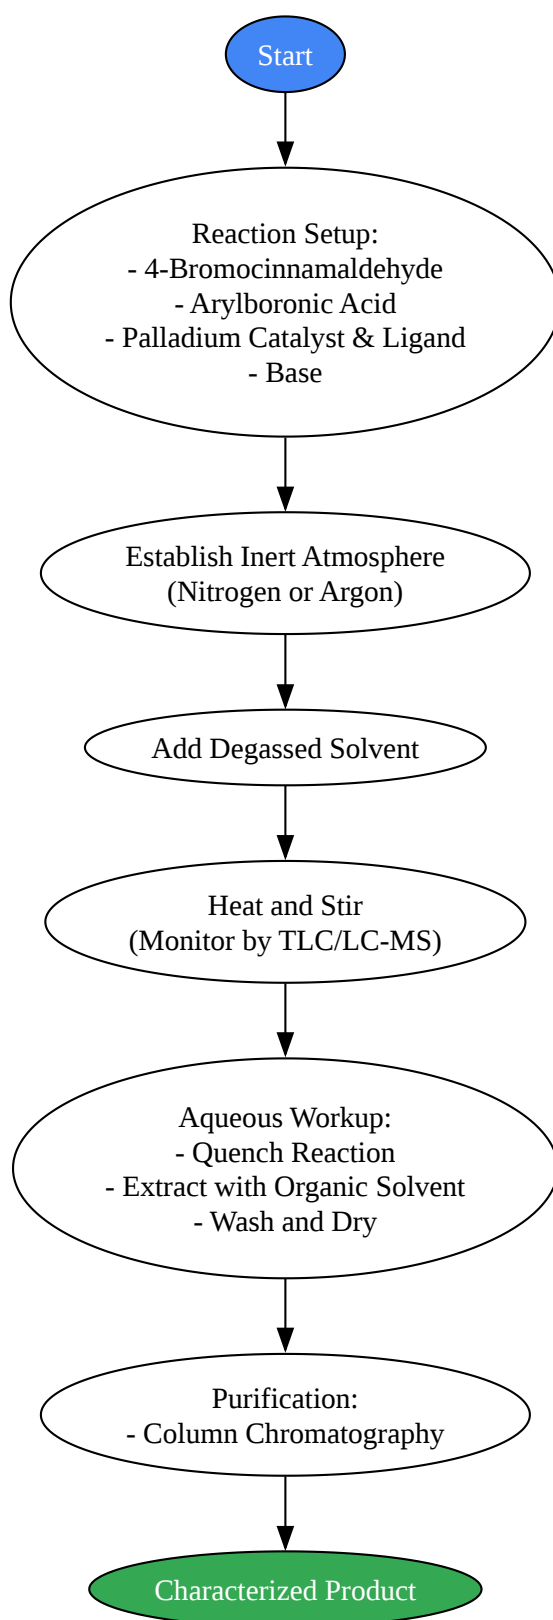 Start
Reaction Setup:
- 4-Bromocinnamaldehyde
- Arylboronic Acid
- Palladium Catalyst & Ligand
- Base
Establish Inert Atmosphere
(Nitrogen or Argon)
Add Degassed Solvent
Heat and Stir
(Monitor by TLC/LC-MS)
Aqueous Workup:
- Quench Reaction
- Extract with Organic Solvent
- Wash and Dry
Purification:
- Column Chromatography
Characterized Product